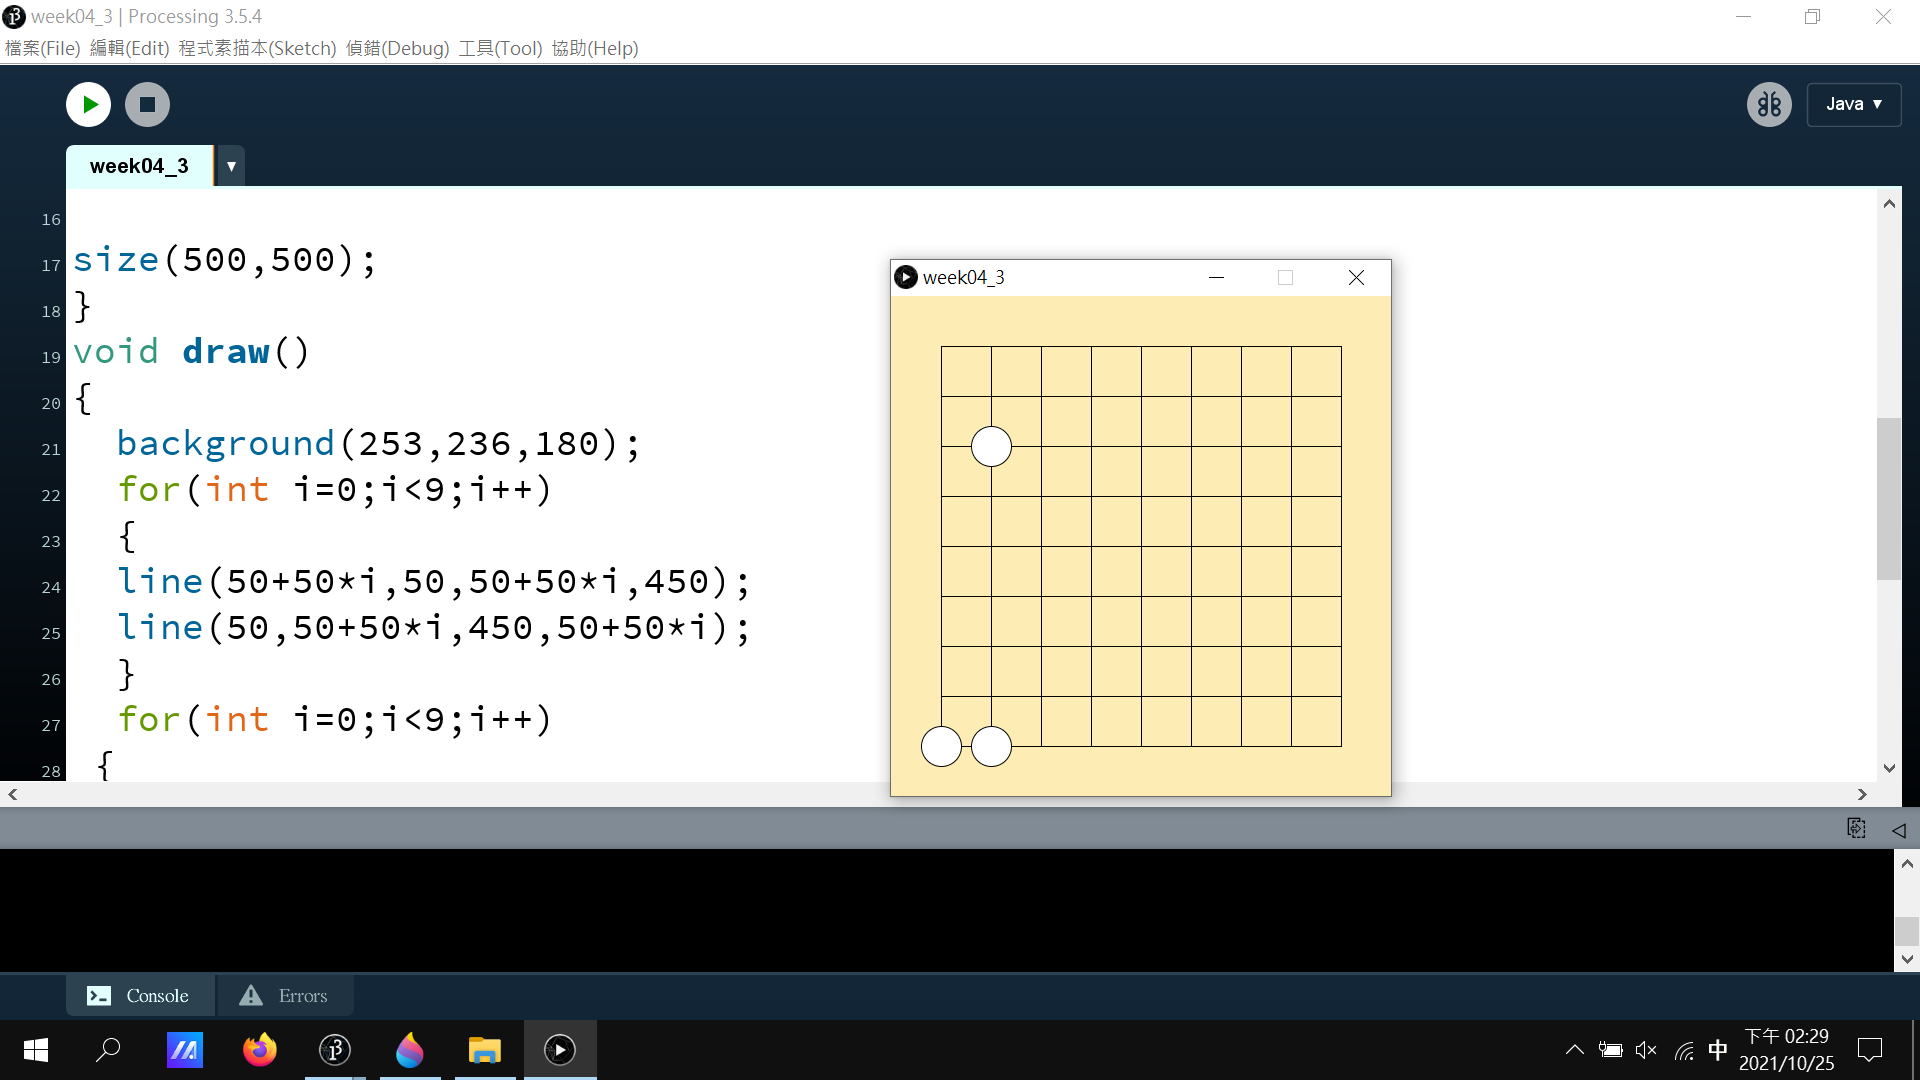 week04_3 | Processing 3.5.4
檔案(File) 編輯(Edit) 程式素描本(Sketch) 偵錯(Debug) 工具(Tool) 協助(Help)
Java ▼
week04_3 ▼
16
17 size(500,500);
18 }
19 void draw()
20 {
21   background(253,236,180);
22   for(int i=0;i<9;i++)
23   {
24   line(50+50*i,50,50+50*i,450);
25   line(50,50+50*i,450,50+50*i);
26   }
27   for(int i=0;i<9;i++)
28  {
week04_3
Console
Errors
中
下午 02:29
2021/10/25